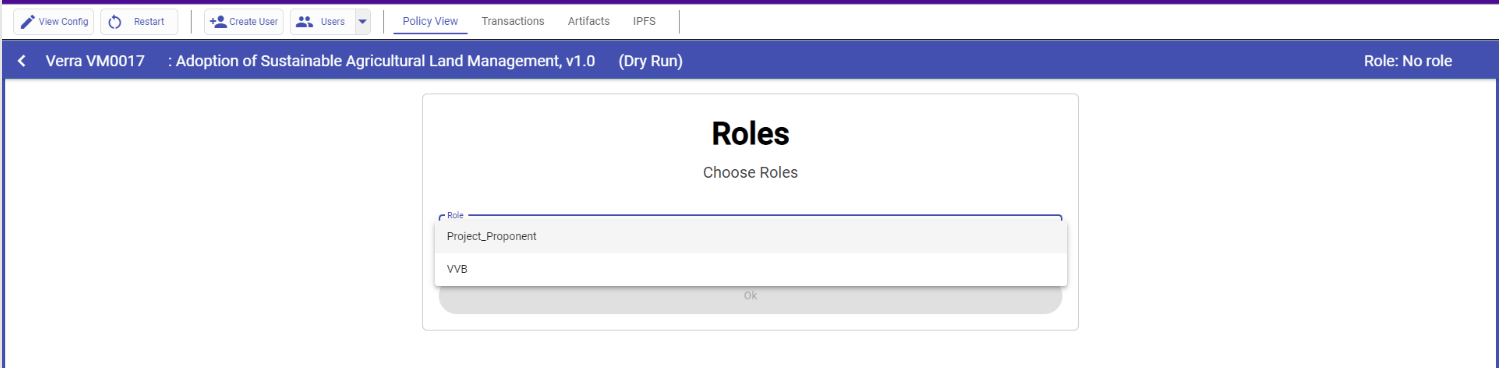 View Config Restart Create User Users Policy View Transactions Artifacts IPFS
Verra VM0017 : Adoption of Sustainable Agricultural Land Management, v1.0 (Dry Run) Role: No role
Roles
Choose Roles
Role
Project_Proponent
VVB
Ok